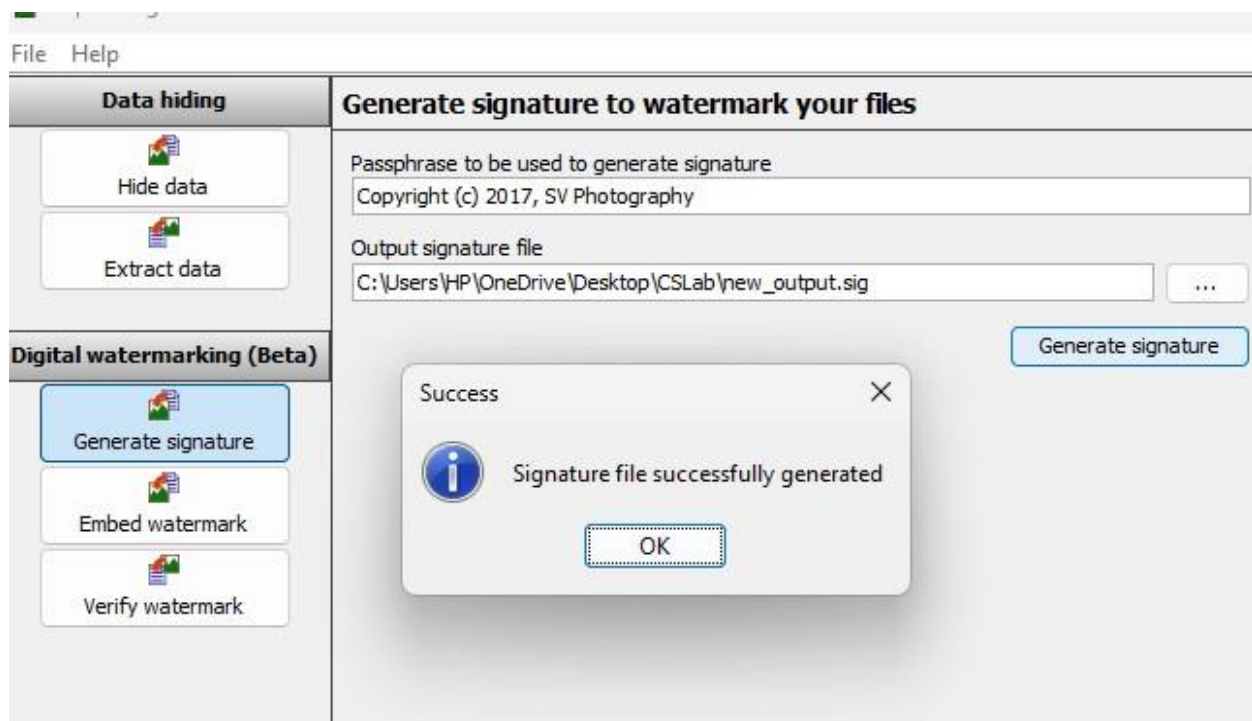 File Help
Data hiding
Hide data
Extract data
Digital watermarking (Beta)
Generate signature
Embed watermark
Verify watermark
Generate signature to watermark your files
Passphrase to be used to generate signature
Copyright (c) 2017, SV Photography
Output signature file
C:\Users\HP\OneDrive\Desktop\CSLab\new_output.sig
...
Generate signature
Success
Signature file successfully generated
OK